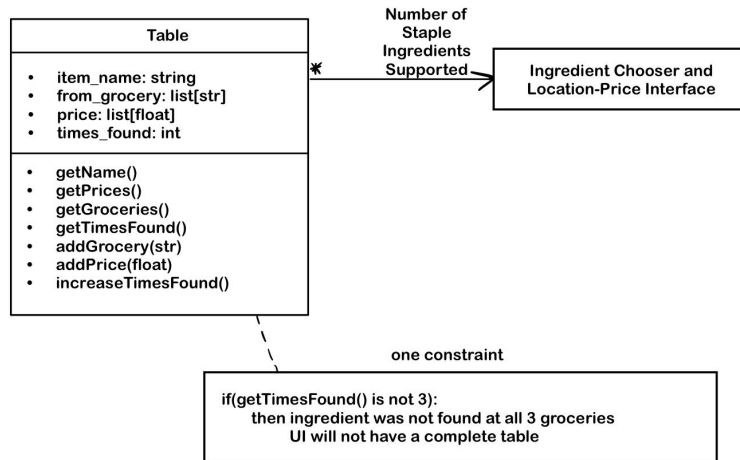 Table
• item_name: string
• from_grocery: list[str]
• price: list[float]
• times_found: int
• getName()
• getPrices()
• getGroceries()
• getTimesFound()
• addGrocery(str)
• addPrice(float)
• increaseTimesFound()
*
Number of
Staple
Ingredients
Supported
Ingredient Chooser and
Location-Price Interface
one constraint
if(getTimesFound() is not 3):
then ingredient was not found at all 3 groceries
UI will not have a complete table